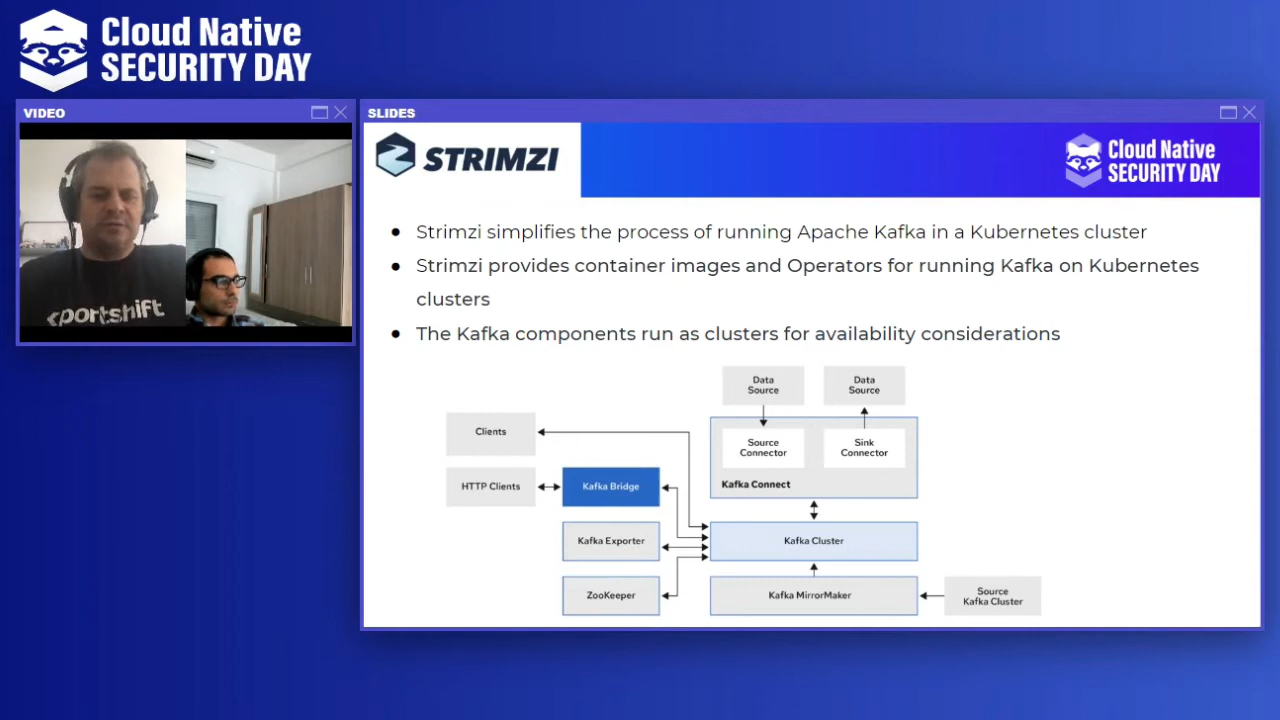 Cloud Native
SECURITY DAY
VIDEO
portshift
SLIDES
STRIMZI
Cloud Native
SECURITY DAY
● Strimzi simplifies the process of running Apache Kafka in a Kubernetes cluster
● Strimzi provides container images and Operators for running Kafka on Kubernetes
clusters
● The Kafka components run as clusters for availability considerations
Data
Source
Data
Source
Clients
Source
Connector
Sink
Connector
Kafka Connect
HTTP Clients
Kafka Bridge
Kafka Exporter
Kafka Cluster
ZooKeeper
Kafka MirrorMaker
Source
Kafka Cluster